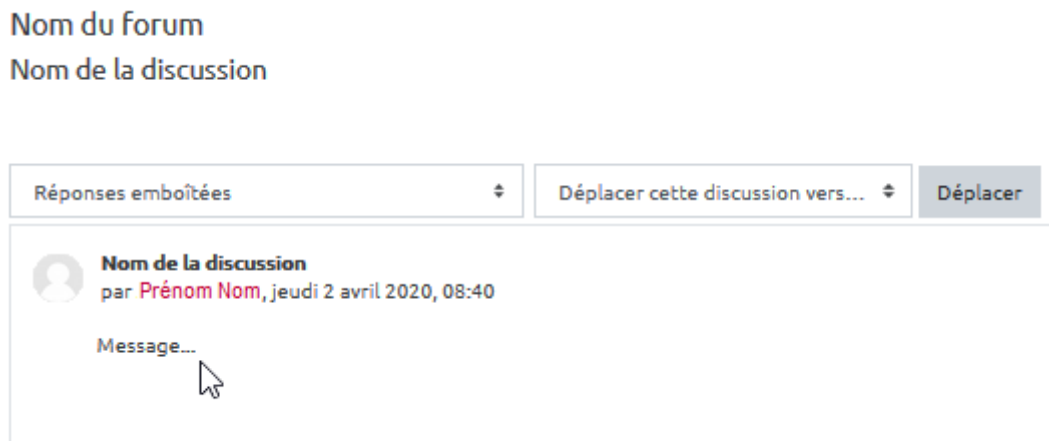 Nom du forum
Nom de la discussion
Réponses emboîtées
Déplacer cette discussion vers...
Déplacer
Nom de la discussion
par Prénom Nom, jeudi 2 avril 2020, 08:40
Message...